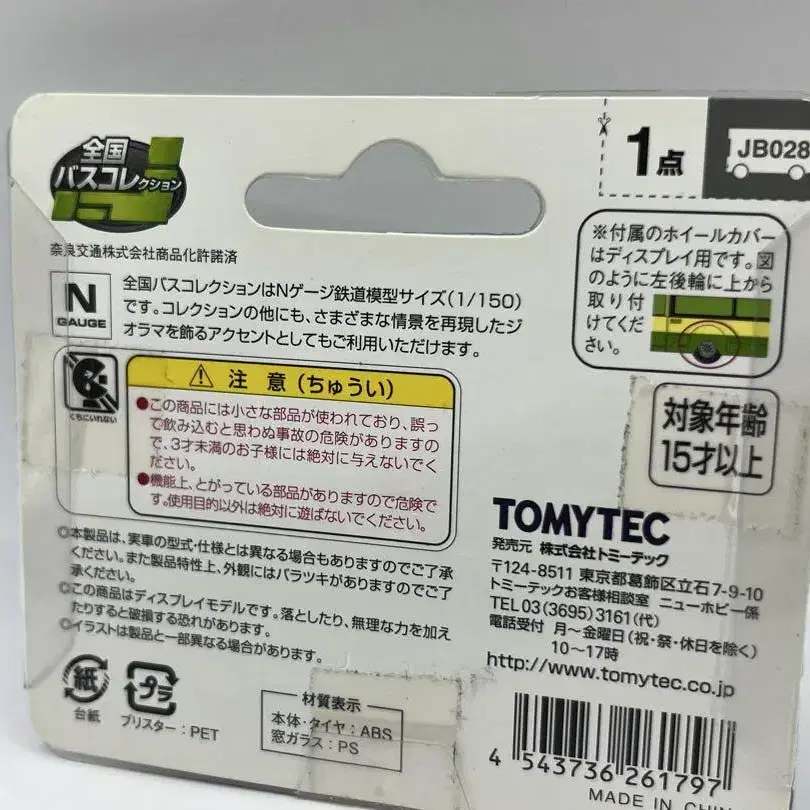 全国
バスコレクション
1点
JB028
奈良交通株式会社商品化許諾済
N
GAUGE
全国バスコレクションはNゲージ鉄道模型サイズ(1/150)
です。コレクションの他にも、さまざまな情景を再現したジ
オラマを飾るアクセントとしてもご利用いただけます。
※付属のホイールカバー
はディスプレイ用です。図
のように左後輪に上から
取り付
けてくだ
さい。
くちにいれない
注 意(ちゅうい)
●この商品には小さな部品が使われており、誤っ
て飲み込むと思わぬ事故の危険がありますの
で、3才未満のお子様には絶対に与えないでく
ださい。
●機能上、とがっている部品がありますので危険で
す。使用目的以外は絶対に遊ばないでください。
対象年齢
15才以上
◎本製品は、実車の型式・仕様とは異なる場合もありますのでご了承
ください。また製品特性上、外観にはバラツキがありますのでご了
承ください。
◎この商品はディスプレイモデルです。落としたり、無理な力を加え
たりすると破損する恐れがあります。
◎イラストは製品と一部異なる場合があります。
TOMYTEC
発売元 株式会社トミーテック
〒124-8511 東京都葛飾区立石7-9-10
トミーテックお客様相談室 ニューホビー係
TEL 03(3695)3161(代)
電話受付 月〜金曜日(祝・祭・休日を除く)
10〜17時
http://www.tomytec.co.jp
紙
台紙
プラ
ブリスター:PET
材質表示
本体・タイヤ:ABS
窓ガラス:PS
4 543736 261797
MADE IN